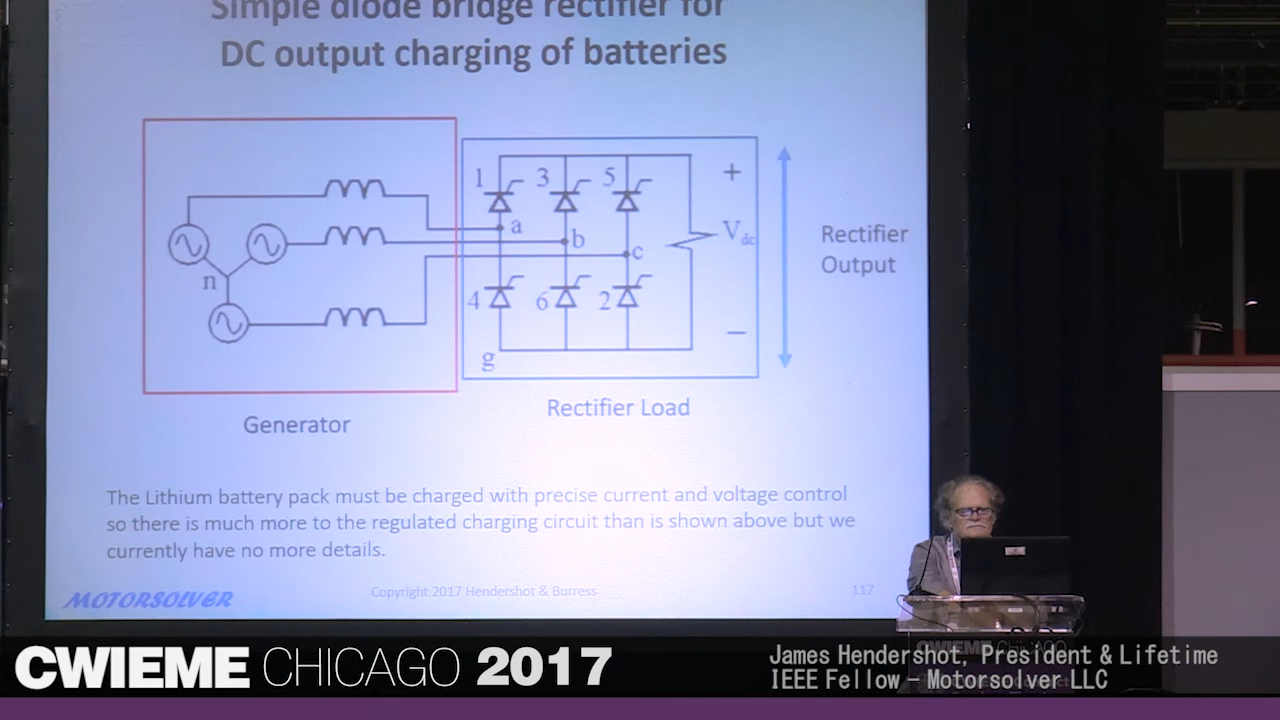 Simple diode bridge rectifier for
DC output charging of batteries
1 3 5
a
b
c
n
4 6 2
g
+
Vdc
−
Rectifier
Output
Generator
Rectifier Load
The Lithium battery pack must be charged with precise current and voltage control
so there is much more to the regulated charging circuit than is shown above but we
currently have no more details.
MOTORSOLVER
Copyright 2017 Hendershot & Burress
117
CWIEME CHICAGO 2017
James Hendershot, President & Lifetime
IEEE Fellow – Motorsolver LLC